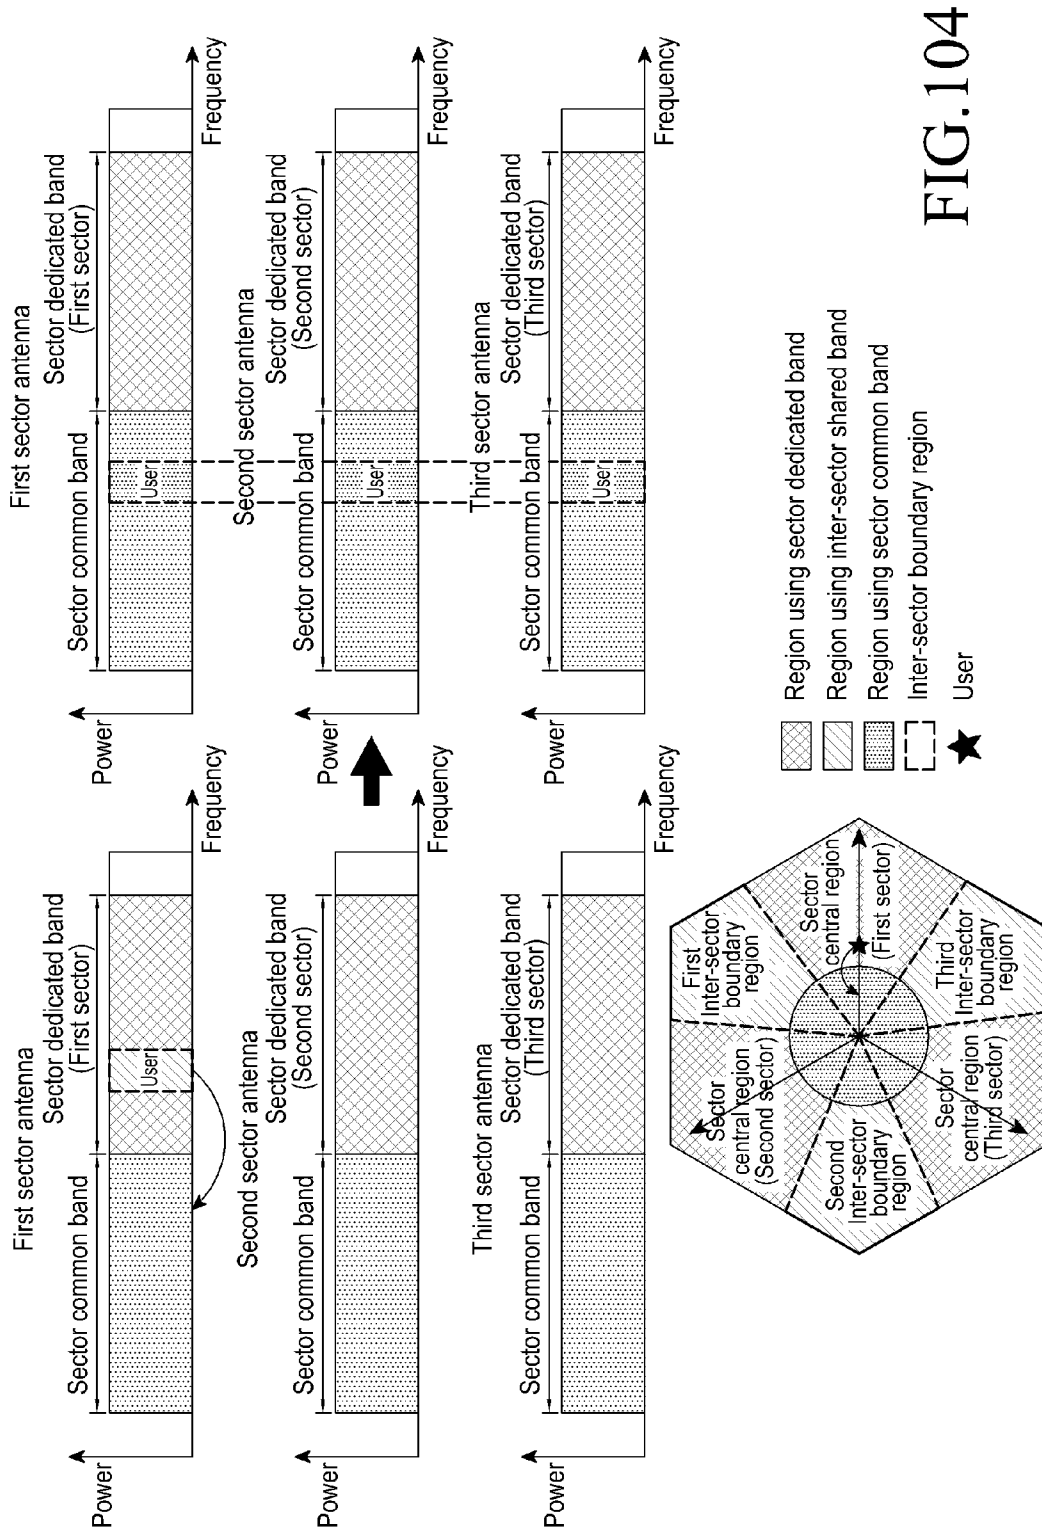 First sector antenna
Sector dedicated band
(First sector)
Sector common band
Power
User
Frequency
Second sector antenna
Sector dedicated band
(Second sector)
Sector common band
Power
Frequency
Third sector antenna
Sector dedicated band
(Third sector)
Sector common band
Power
Frequency
First sector antenna
Sector dedicated band
(First sector)
Sector common band
Power
User
Frequency
Second sector antenna
Sector dedicated band
(Second sector)
Sector common band
Power
User
Frequency
Third sector antenna
Sector dedicated band
(Third sector)
Sector common band
Power
User
Frequency
First
Inter-sector
boundary
region
Sector
central region
(Second sector)
Sector
central region
(First sector)
Second
Inter-sector
boundary
region
Third
Inter-sector
boundary
region
Sector
central region
(Third sector)
Region using sector dedicated band
Region using inter-sector shared band
Region using sector common band
Inter-sector boundary region
User
FIG.104